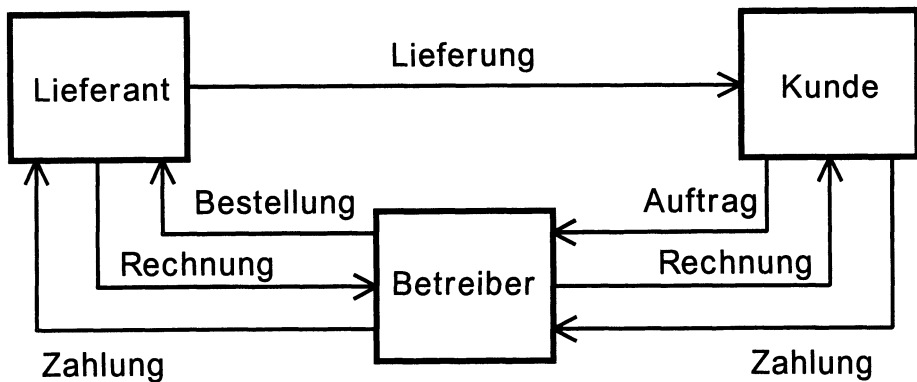 Lieferung
Lieferant
Kunde
Bestellung
Auftrag
Rechnung
Rechnung
Betreiber
Zahlung
Zahlung